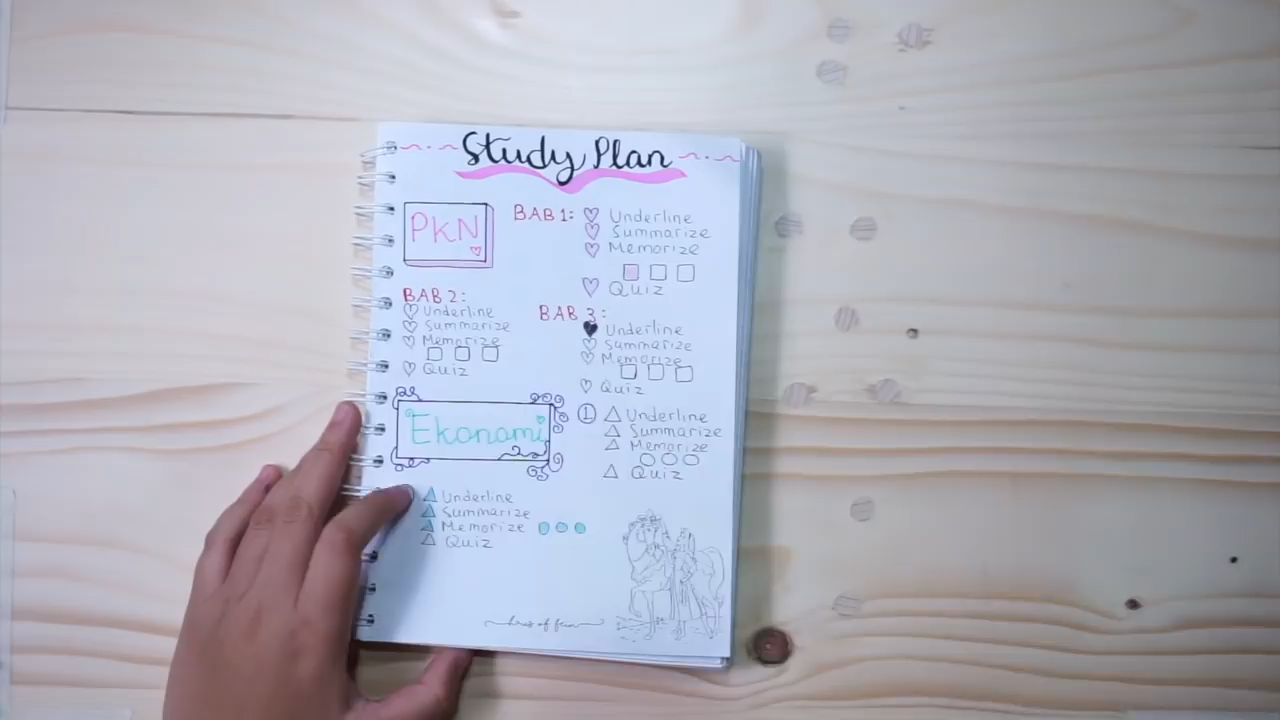 Study Plan
PKN
BAB 1:
Underline
Summarize
Memorize
Quiz
BAB 2:
Underline
Summarize
Memorize
Quiz
BAB 3:
Underline
Summarize
Memorize
Quiz
Ekonomi
1
Underline
Summarize
Memorize
Quiz
Underline
Summarize
Memorize
Quiz